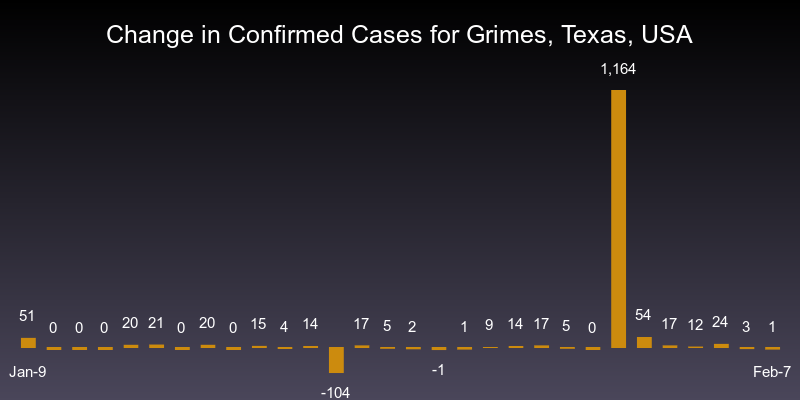 Change in Confirmed Cases for Grimes, Texas, USA
1,164
51 0 0 0 20 21 0 20 0 15 4 14 17 5 2 1 9 14 17 5 0 54 17 12 24 3 1
-104 -1
Jan-9 Feb-7